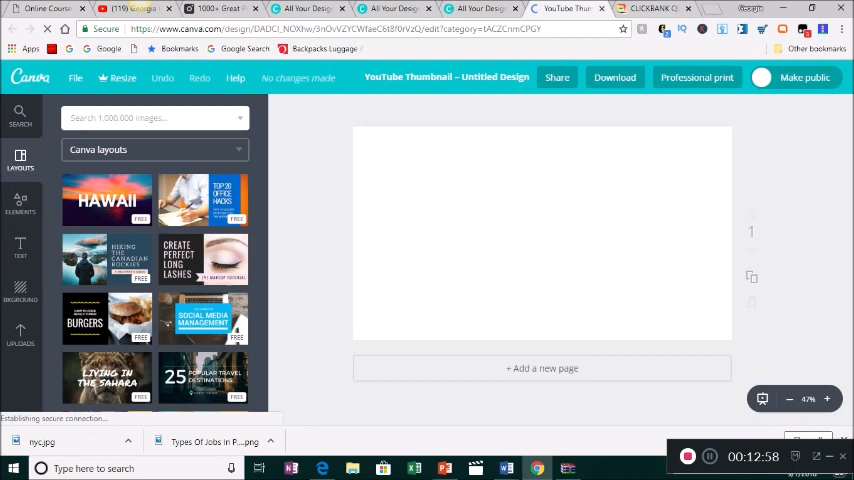 Online Course
(119) Georgia
1000+ Great P
All Your Desig
All Your Desig
All Your Desig
YouTube Thum
CLICKBANK Q
Google
Secure
https://www.canva.com/design/
/edit?category=tACZCnmCPGY
Apps
M
Google
Bookmarks
Google Search
Backpacks Luggage
Other bookmarks
Canva
File
Resize
Undo
Redo
Help
No changes made
YouTube Thumbnail – Untitled Design
Share
Download
Professional print
Make public
SEARCH
LAYOUTS
ELEMENTS
TEXT
BKGROUND
UPLOADS
Search 1,000,000 images...
Canva layouts
HAWAII
FREE
TOP 20
OFFICE
HACKS
FREE
HIKING
THE
CANADIAN
ROCKIES
FREE
CREATE
PERFECT
LONG
LASHES
EYE MAKEUP TUTORIAL
BURGERS
FREE
SOCIAL MEDIA
MANAGEMENT
FREE
LIVING IN
THE SAHARA
FREE
25 POPULAR TRAVEL
DESTINATIONS
FREE
1
+ Add a new page
47%
Establishing secure connection...
nyc.jpg
Types Of Jobs In P....png
Type here to search
00:12:58